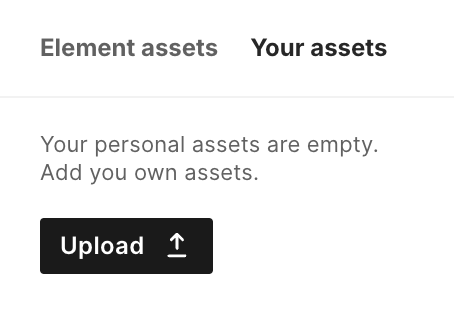 Element assets Your assets
Your personal assets are empty.
Add you own assets.
Upload